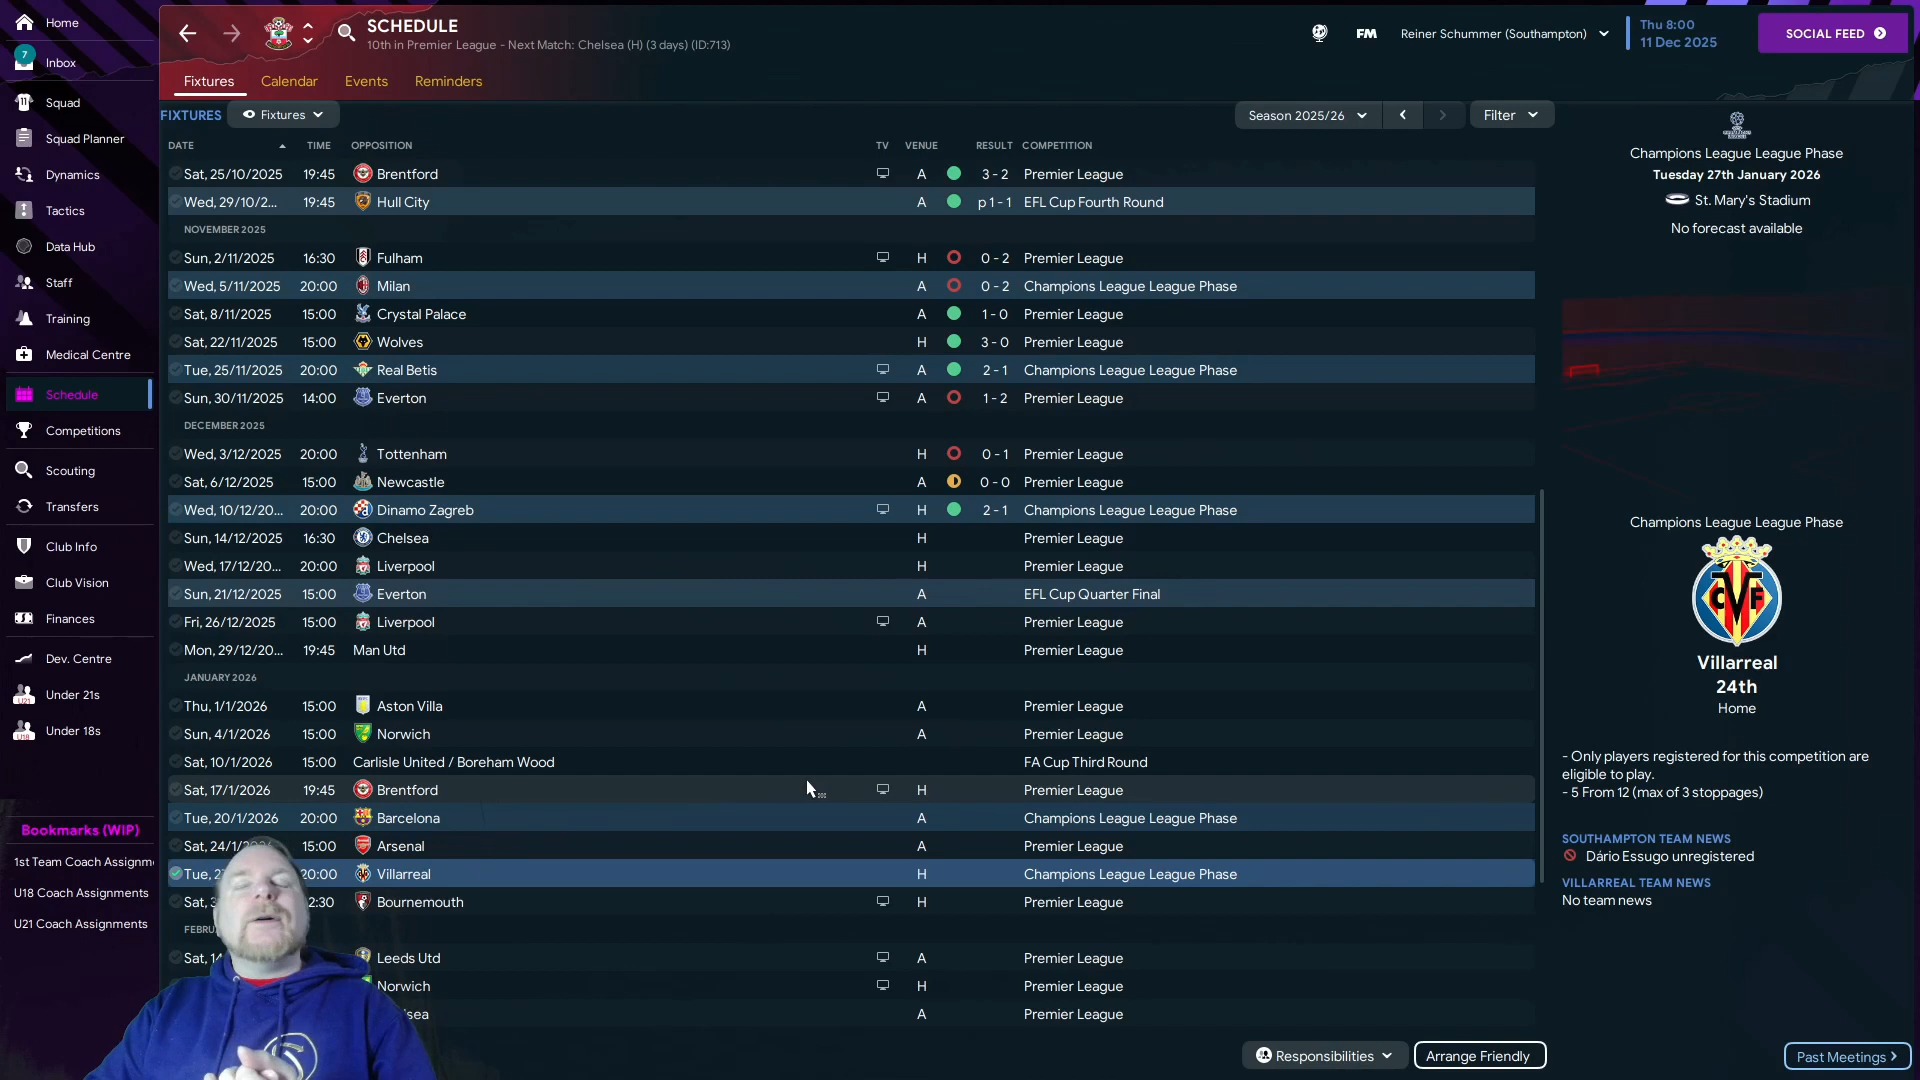 Home
7
Inbox
Squad
Squad Planner
Dynamics
Tactics
Data Hub
Staff
Training
Medical Centre
Schedule
Competitions
Scouting
Transfers
Club Info
Club Vision
Finances
Dev. Centre
Under 21s
Under 18s
Bookmarks (WIP)
1st Team Coach Assignme
U18 Coach Assignments
U21 Coach Assignments
SCHEDULE
10th in Premier League - Next Match: Chelsea (H) (3 days) (ID:713)
FM
Reiner Schummer (Southampton)
Thu 8:00
11 Dec 2025
SOCIAL FEED
Fixtures Calendar Events Reminders
FIXTURES Fixtures Season 2025/26 Filter
DATE TIME OPPOSITION TV VENUE RESULT COMPETITION
Sat, 25/10/2025 19:45 Brentford A 3 - 2 Premier League
Wed, 29/10/2... 19:45 Hull City A p 1 - 1 EFL Cup Fourth Round
NOVEMBER 2025
Sun, 2/11/2025 16:30 Fulham H 0 - 2 Premier League
Wed, 5/11/2025 20:00 Milan A 0 - 2 Champions League League Phase
Sat, 8/11/2025 15:00 Crystal Palace A 1 - 0 Premier League
Sat, 22/11/2025 15:00 Wolves H 3 - 0 Premier League
Tue, 25/11/2025 20:00 Real Betis A 2 - 1 Champions League League Phase
Sun, 30/11/2025 14:00 Everton A 1 - 2 Premier League
DECEMBER 2025
Wed, 3/12/2025 20:00 Tottenham H 0 - 1 Premier League
Sat, 6/12/2025 15:00 Newcastle A 0 - 0 Premier League
Wed, 10/12/20... 20:00 Dinamo Zagreb H 2 - 1 Champions League League Phase
Sun, 14/12/2025 16:30 Chelsea H Premier League
Wed, 17/12/20... 20:00 Liverpool H Premier League
Sun, 21/12/2025 15:00 Everton A EFL Cup Quarter Final
Fri, 26/12/2025 15:00 Liverpool A Premier League
Mon, 29/12/20... 19:45 Man Utd H Premier League
JANUARY 2026
Thu, 1/1/2026 15:00 Aston Villa A Premier League
Sun, 4/1/2026 15:00 Norwich A Premier League
Sat, 10/1/2026 15:00 Carlisle United / Boreham Wood FA Cup Third Round
Sat, 17/1/2026 19:45 Brentford H Premier League
Tue, 20/1/2026 20:00 Barcelona A Champions League League Phase
Sat, 24/1/2026 15:00 Arsenal A Premier League
Tue, 2 20:00 Villarreal H Champions League League Phase
Sat, 3 2:30 Bournemouth H Premier League
FEBRU
Sat, 14 Leeds Utd A Premier League
Norwich H Premier League
sea A Premier League
Responsibilities Arrange Friendly
Champions League League Phase
Tuesday 27th January 2026
St. Mary's Stadium
No forecast available
Champions League League Phase
Villarreal
24th
Home
- Only players registered for this competition are
eligible to play.
- 5 From 12 (max of 3 stoppages)
SOUTHAMPTON TEAM NEWS
Dário Essugo unregistered
VILLARREAL TEAM NEWS
No team news
Past Meetings